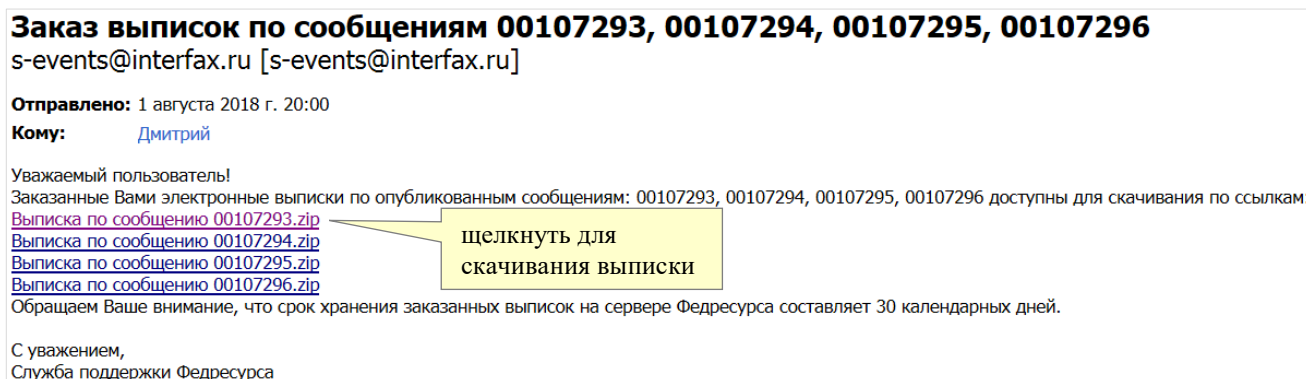 Заказ выписок по сообщениям 00107293, 00107294, 00107295, 00107296
s-events@interfax.ru [s-events@interfax.ru]
Отправлено: 1 августа 2018 г. 20:00
Кому: Дмитрий
Уважаемый пользователь!
Заказанные Вами электронные выписки по опубликованным сообщениям: 00107293, 00107294, 00107295, 00107296 доступны для скачивания по ссылкам:
Выписка по сообщению 00107293.zip
Выписка по сообщению 00107294.zip
Выписка по сообщению 00107295.zip
Выписка по сообщению 00107296.zip
щелкнуть для
скачивания выписки
Обращаем Ваше внимание, что срок хранения заказанных выписок на сервере Федресурса составляет 30 календарных дней.
С уважением,
Служба поддержки Федресурса